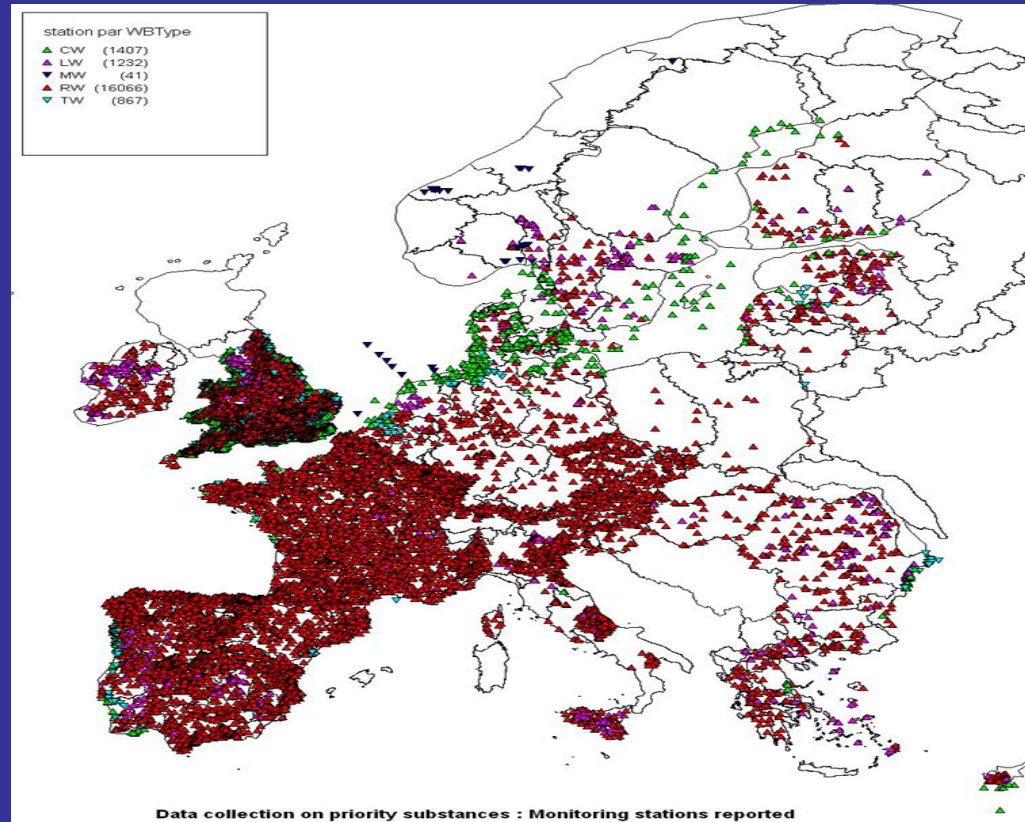 station par WBType
CW (1407)
LW (1232)
MW (41)
RW (16066)
TW (867)
Data collection on priority substances : Monitoring stations reported